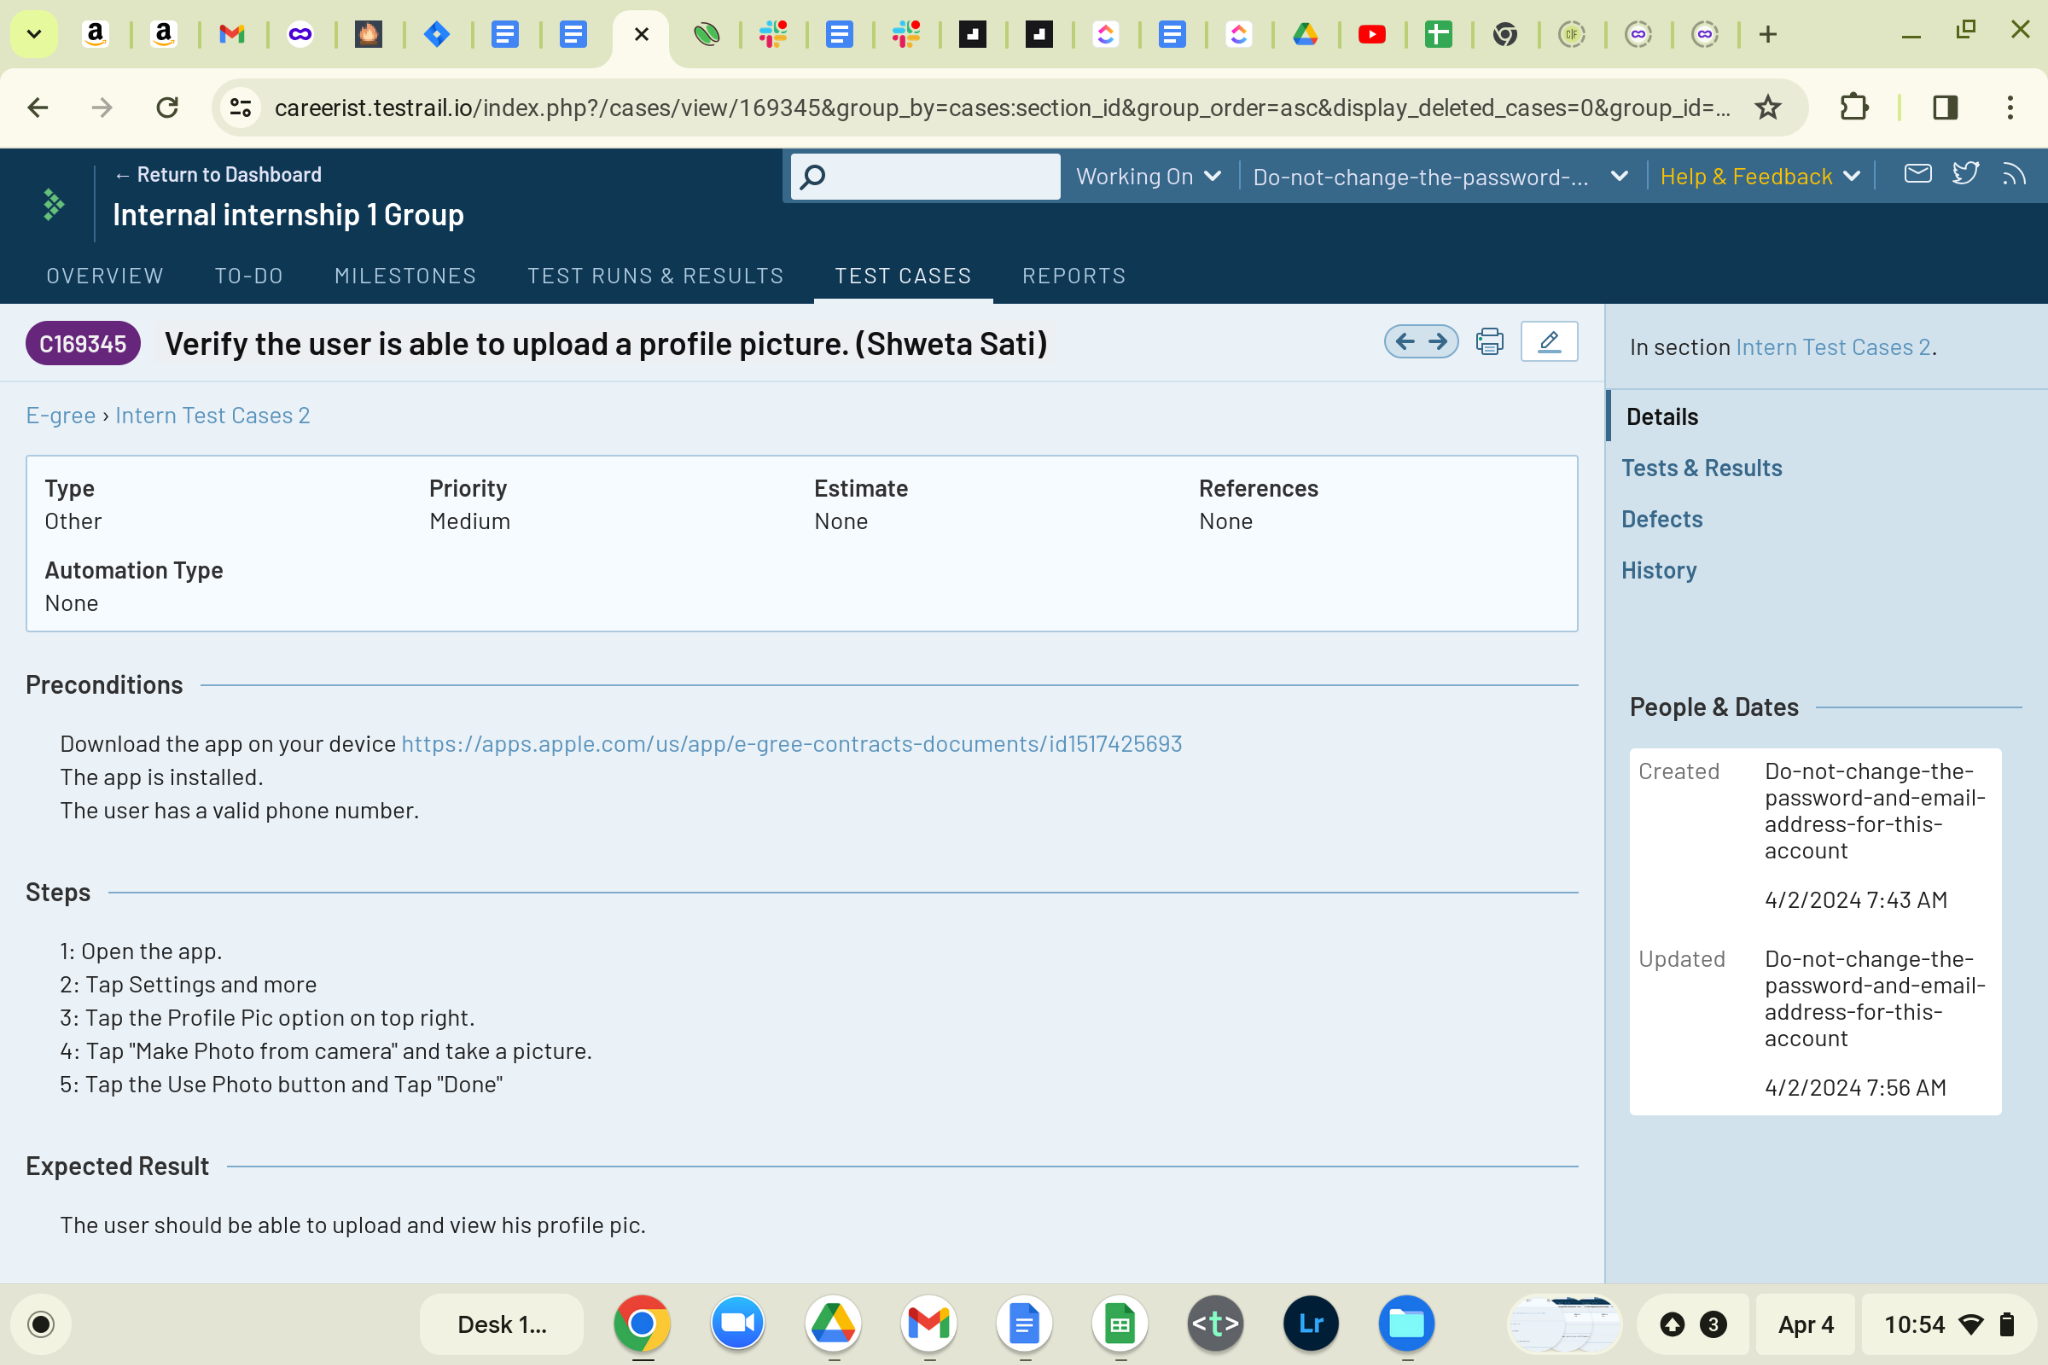 careerist.testrail.io/index.php?/cases/view/169345&group_by=cases:section_id&group_order=asc&display_deleted_cases=0&group_id=...
← Return to Dashboard
Internal internship 1 Group
Working On
Do-not-change-the-password-...
Help & Feedback
OVERVIEW
TO-DO
MILESTONES
TEST RUNS & RESULTS
TEST CASES
REPORTS
C169345
Verify the user is able to upload a profile picture. (Shweta Sati)
E-gree › Intern Test Cases 2
Type
Other
Priority
Medium
Estimate
None
References
None
Automation Type
None
Preconditions
Download the app on your device https://apps.apple.com/us/app/e-gree-contracts-documents/id1517425693
The app is installed.
The user has a valid phone number.
Steps
1: Open the app.
2: Tap Settings and more
3: Tap the Profile Pic option on top right.
4: Tap "Make Photo from camera" and take a picture.
5: Tap the Use Photo button and Tap "Done"
Expected Result
The user should be able to upload and view his profile pic.
In section Intern Test Cases 2.
Details
Tests & Results
Defects
History
People & Dates
Created
Do-not-change-the-
password-and-email-
address-for-this-
account
4/2/2024 7:43 AM
Updated
Do-not-change-the-
password-and-email-
address-for-this-
account
4/2/2024 7:56 AM
Desk 1...
<t>
Lr
3
Apr 4
10:54